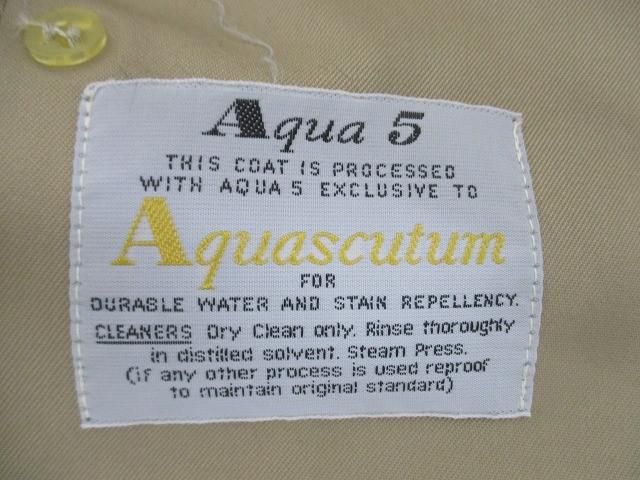 Aqua 5
THIS COAT IS PROCESSED
WITH AQUA 5 EXCLUSIVE TO
Aquascutum
FOR
DURABLE WATER AND STAIN REPELLENCY.
CLEANERS Dry Clean only. Rinse thoroughly
in distilled solvent. Steam Press.
(if any other process is used reproof
to maintain original standard)